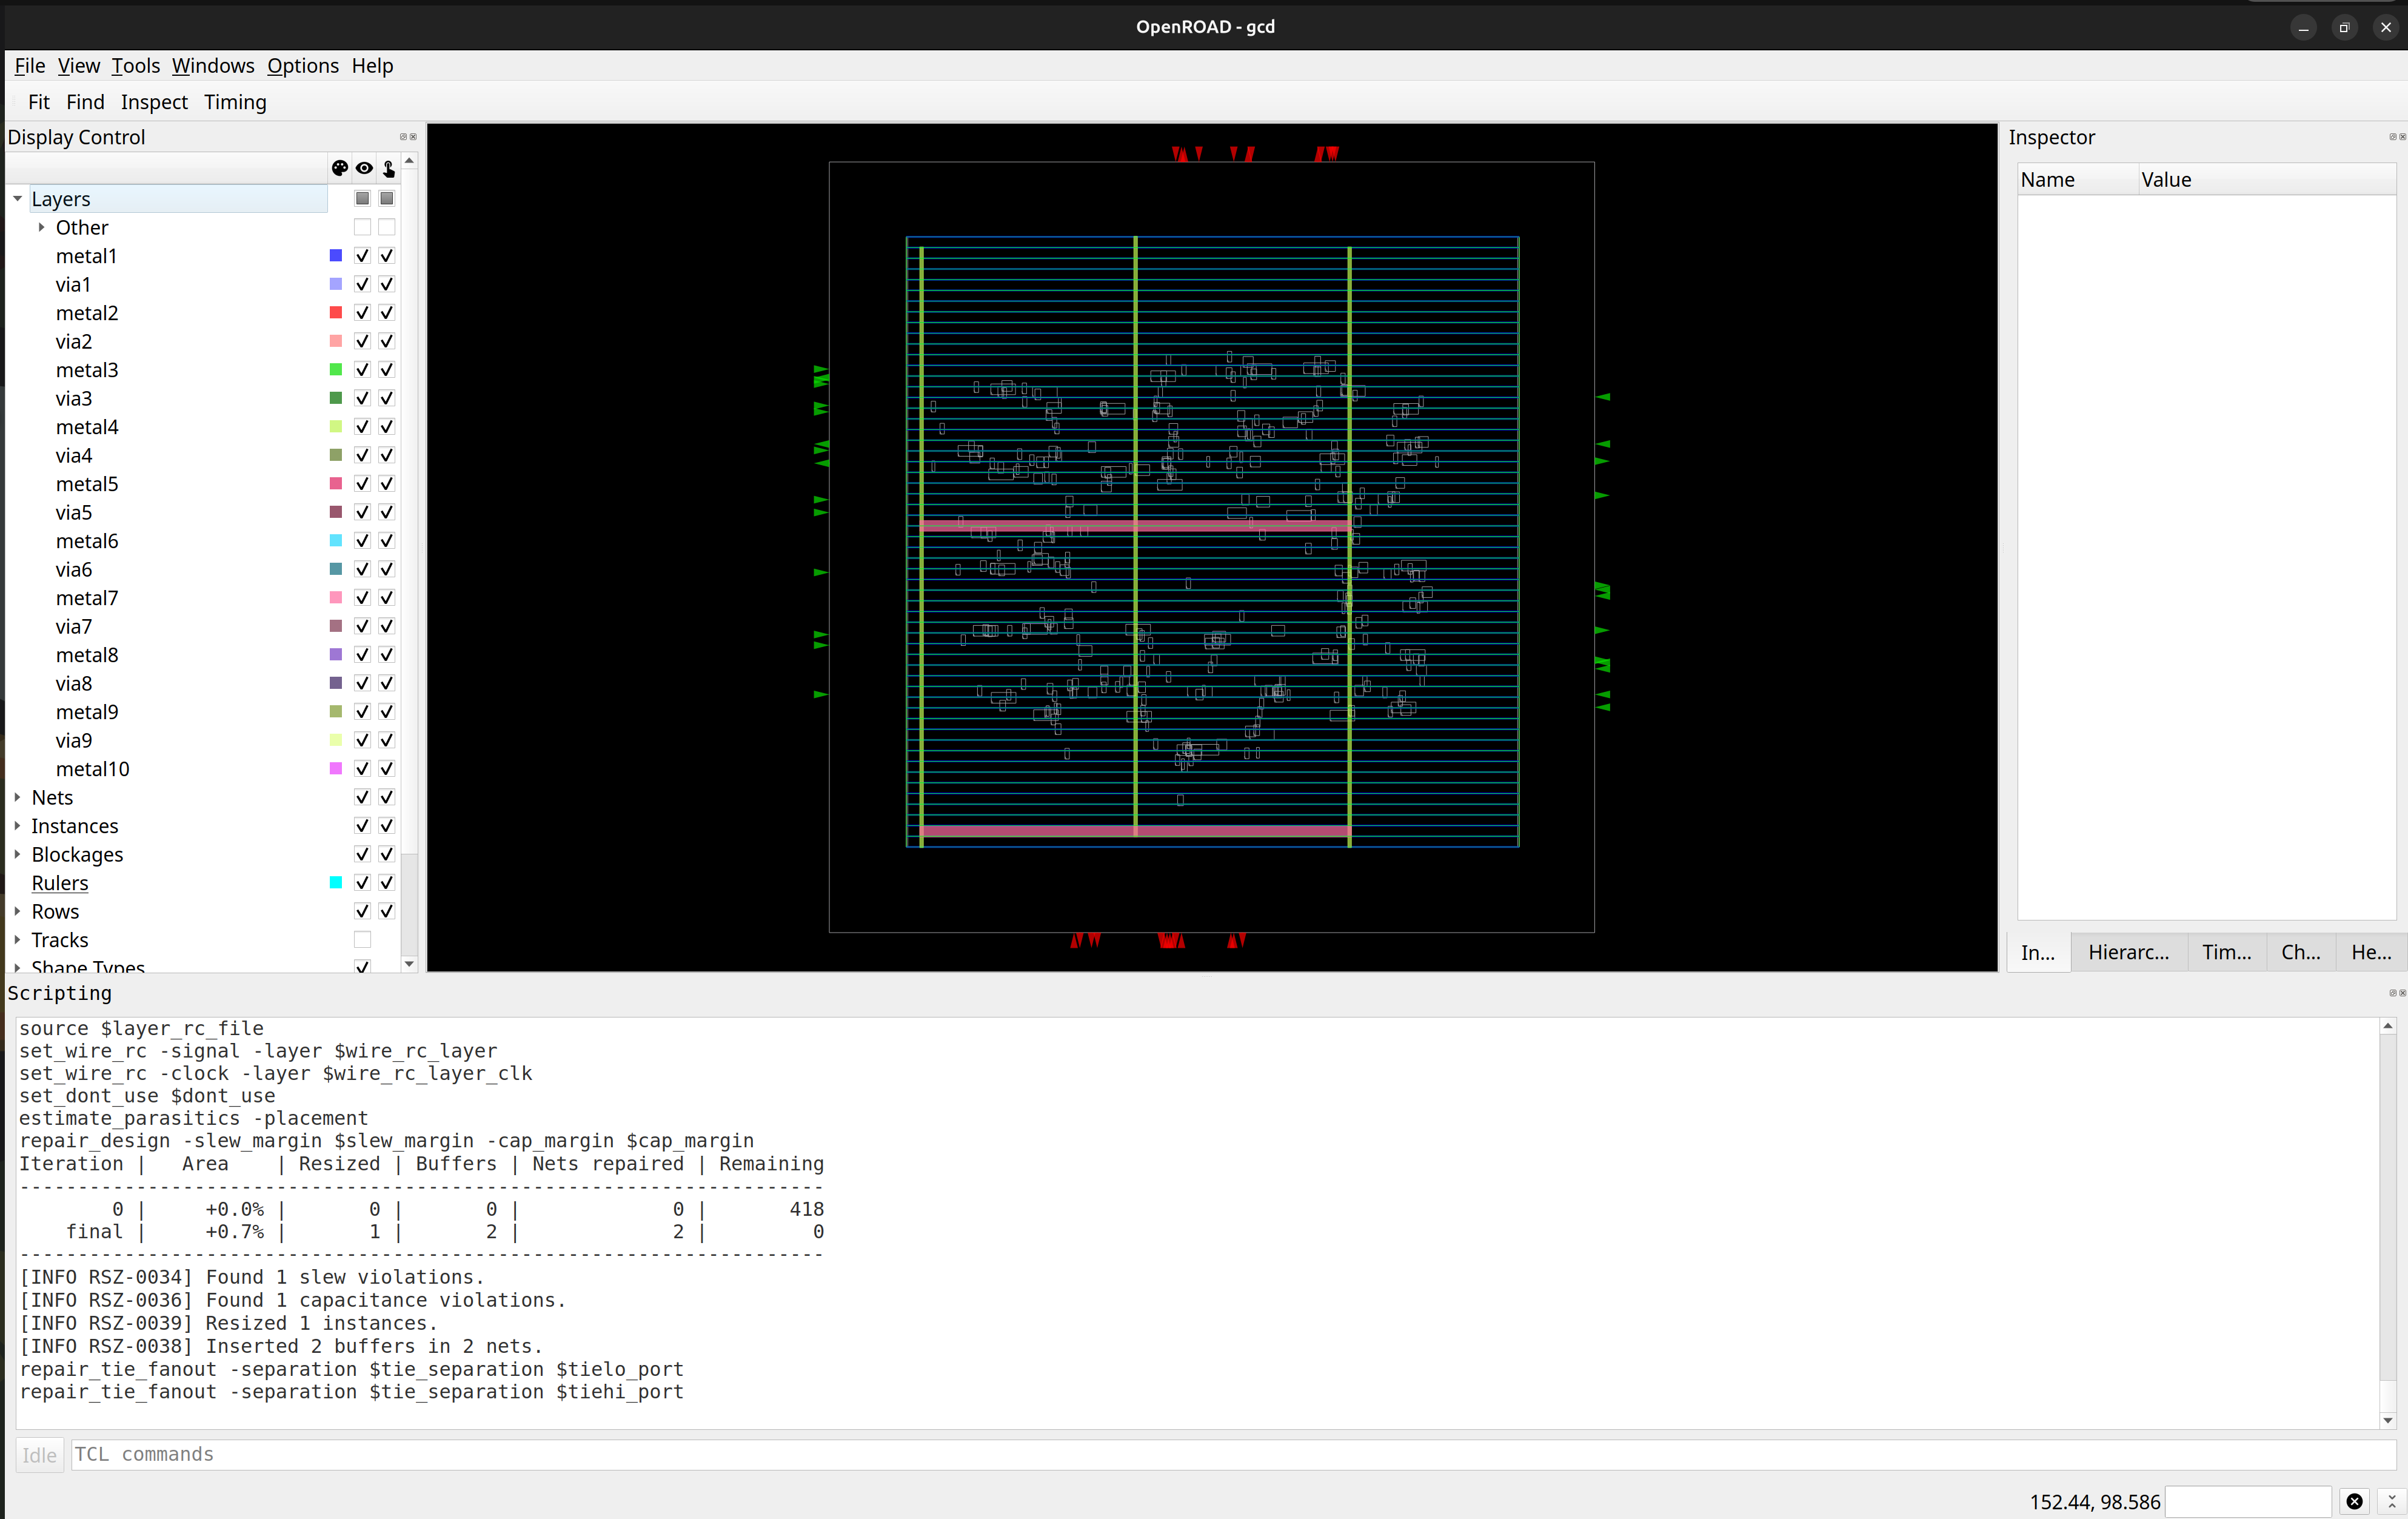 OpenROAD - gcd
File View Tools Windows Options Help
Fit Find Inspect Timing
Display Control
Layers
Other
metal1
via1
metal2
via2
metal3
via3
metal4
via4
metal5
via5
metal6
via6
metal7
via7
metal8
via8
metal9
via9
metal10
Nets
Instances
Blockages
Rulers
Rows
Tracks
Shape Types
Inspector
Name Value
In... Hierarc... Tim... Ch... He...
Scripting
source $layer_rc_file
set_wire_rc -signal -layer $wire_rc_layer
set_wire_rc -clock -layer $wire_rc_layer_clk
set_dont_use $dont_use
estimate_parasitics -placement
repair_design -slew_margin $slew_margin -cap_margin $cap_margin
Iteration |   Area    | Resized | Buffers | Nets repaired | Remaining
---------------------------------------------------------------------
        0 |     +0.0% |       0 |       0 |             0 |       418
    final |     +0.7% |       1 |       2 |             2 |         0
---------------------------------------------------------------------
[INFO RSZ-0034] Found 1 slew violations.
[INFO RSZ-0036] Found 1 capacitance violations.
[INFO RSZ-0039] Resized 1 instances.
[INFO RSZ-0038] Inserted 2 buffers in 2 nets.
repair_tie_fanout -separation $tie_separation $tielo_port
repair_tie_fanout -separation $tie_separation $tiehi_port
Idle TCL commands
152.44, 98.586